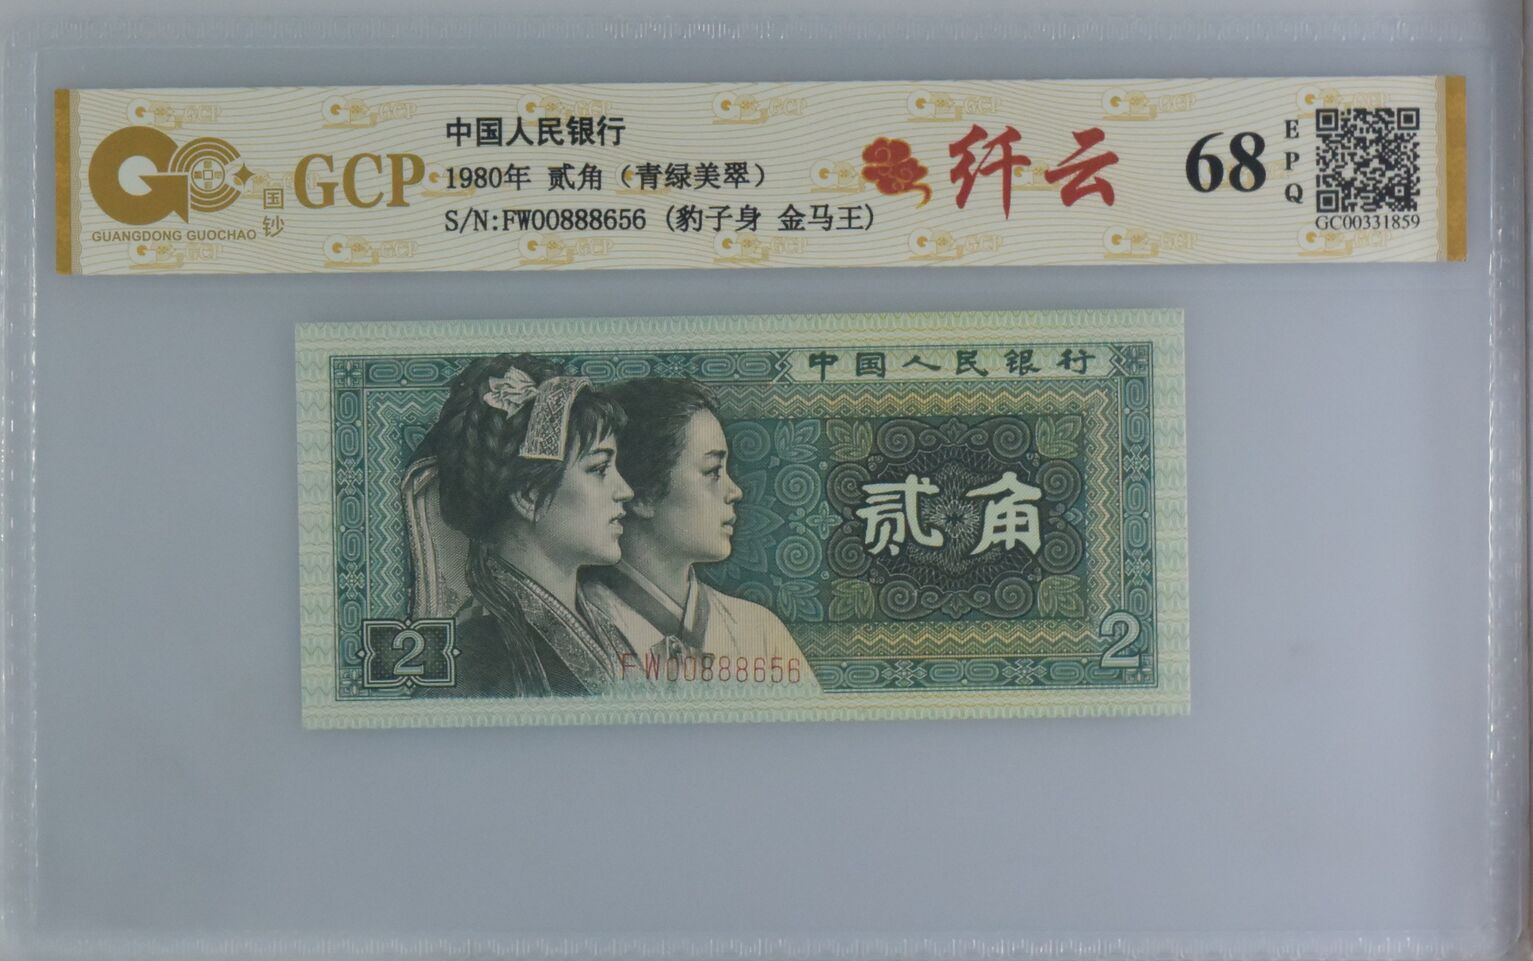 GC
国钞
GUANGDONG GUOCHAO
GCP
中国人民银行
1980年 贰角（青绿美翠）
S/N:FW00888656 (豹子身 金马王)
纤云
68
EPQ
GC00331859
中国人民银行
贰角
2
2
FW00888656